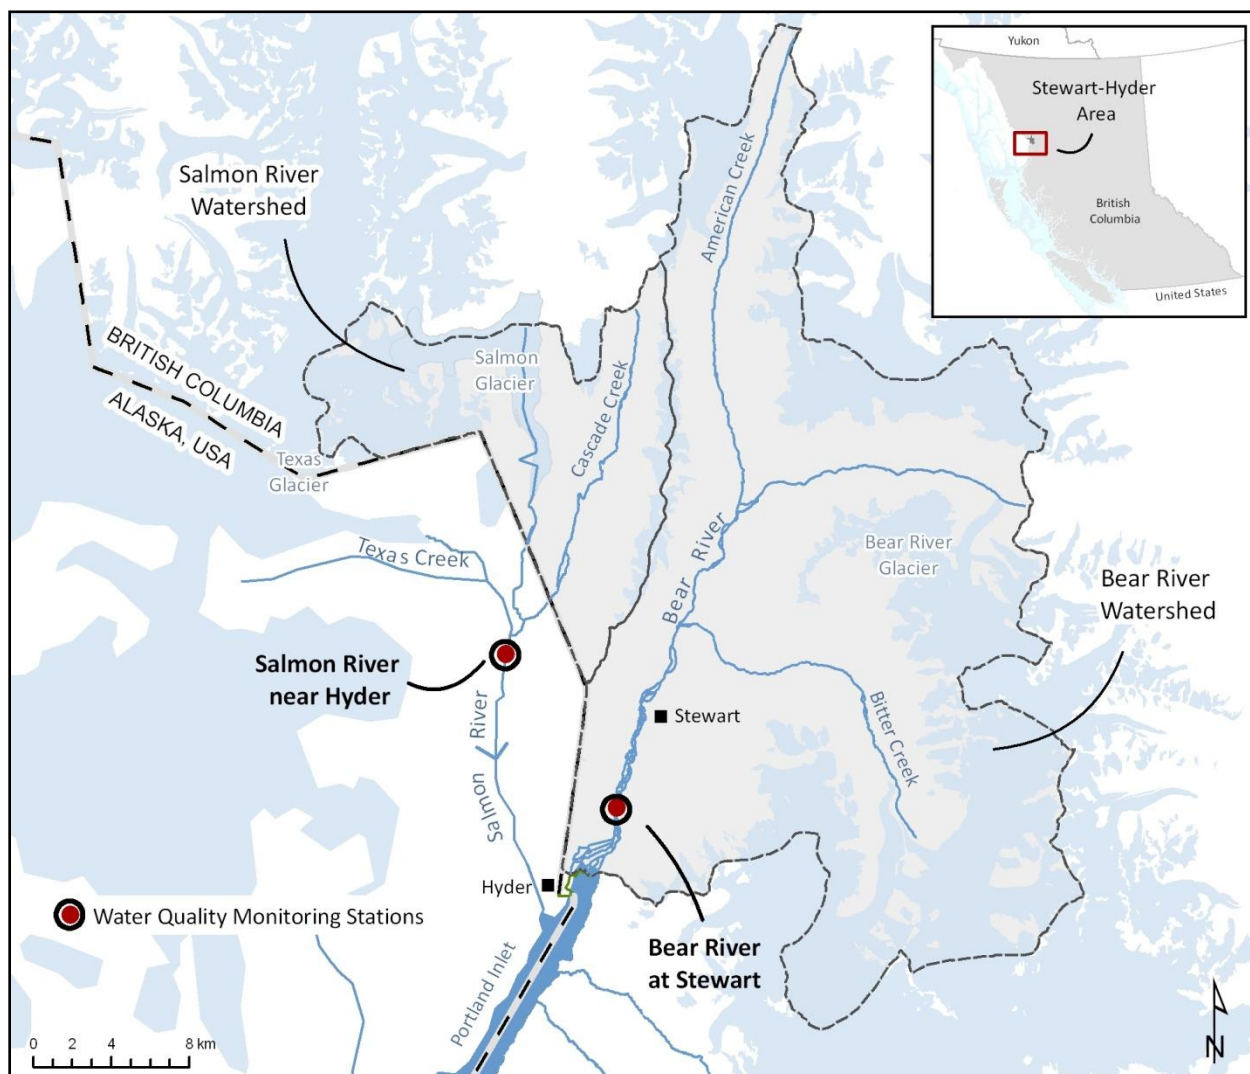 Yukon
Stewart-Hyder
Area
British
Columbia
United States
Salmon River
Watershed
American Creek
BRITISH COLUMBIA
ALASKA, USA
Salmon
Glacier
Cascade Creek
Texas
Glacier
Texas Creek
Bear River
Bear River
Glacier
Bear River
Watershed
Salmon River
near Hyder
Salmon River
Stewart
Bitter Creek
Hyder
Water Quality Monitoring Stations
Bear River
at Stewart
Portland Inlet
0 2 4 8 km
N